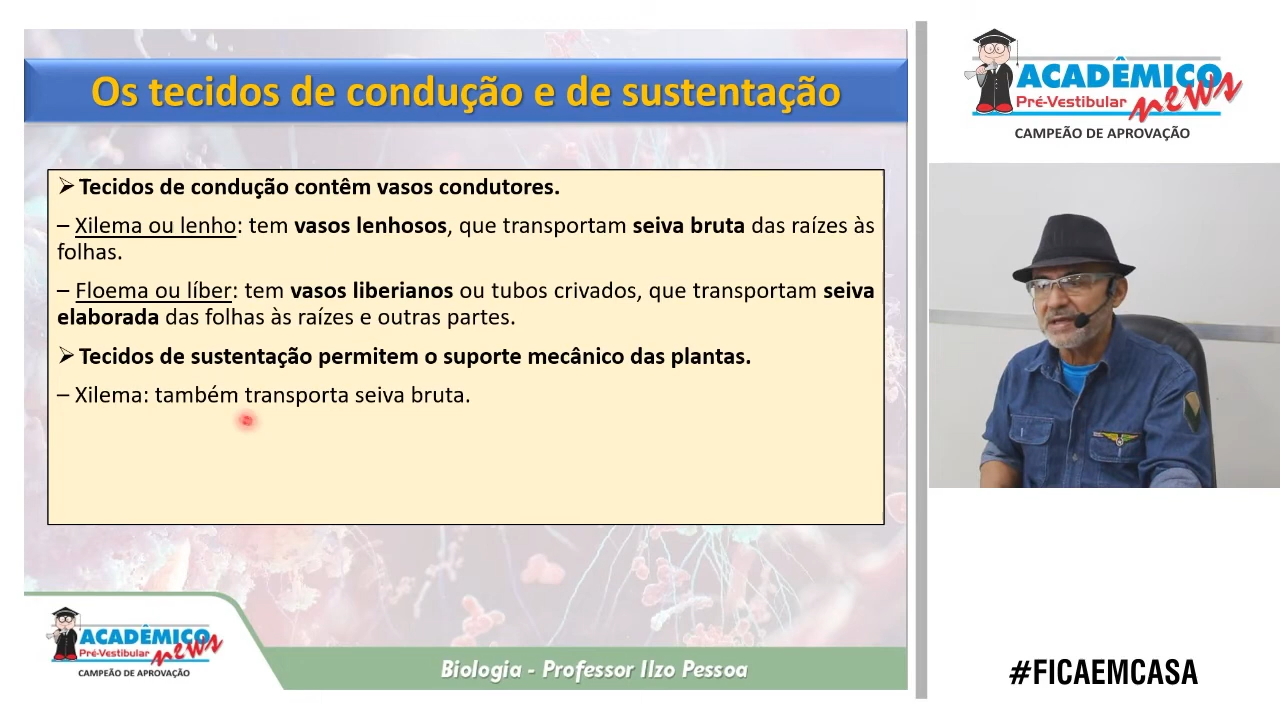 Os tecidos de condução e de sustentação
➢ Tecidos de condução contêm vasos condutores.
– Xilema ou lenho: tem vasos lenhosos, que transportam seiva bruta das raízes às
folhas.
– Floema ou líber: tem vasos liberianos ou tubos crivados, que transportam seiva
elaborada das folhas às raízes e outras partes.
➢ Tecidos de sustentação permitem o suporte mecânico das plantas.
– Xilema: também transporta seiva bruta.
ACADÊMICO
Pré-Vestibular news
CAMPEÃO DE APROVAÇÃO
Biologia - Professor Ilzo Pessoa
ACADÊMICO
Pré-Vestibular news
CAMPEÃO DE APROVAÇÃO
#FICAEMCASA